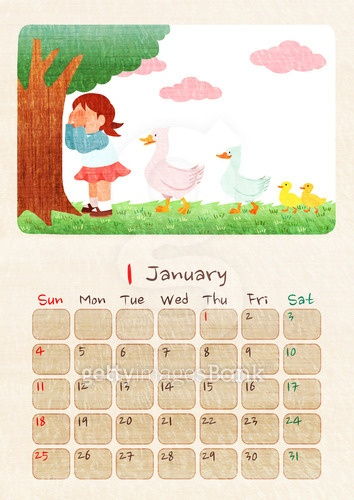 1 January
Sun Mon Tue Wed Thu Fri Sat
1 2 3
4 5 6 7 8 9 10
gettyimagesBank
11 12 13 14 15 16 17
18 19 20 21 22 23 24
25 26 27 28 29 30 31